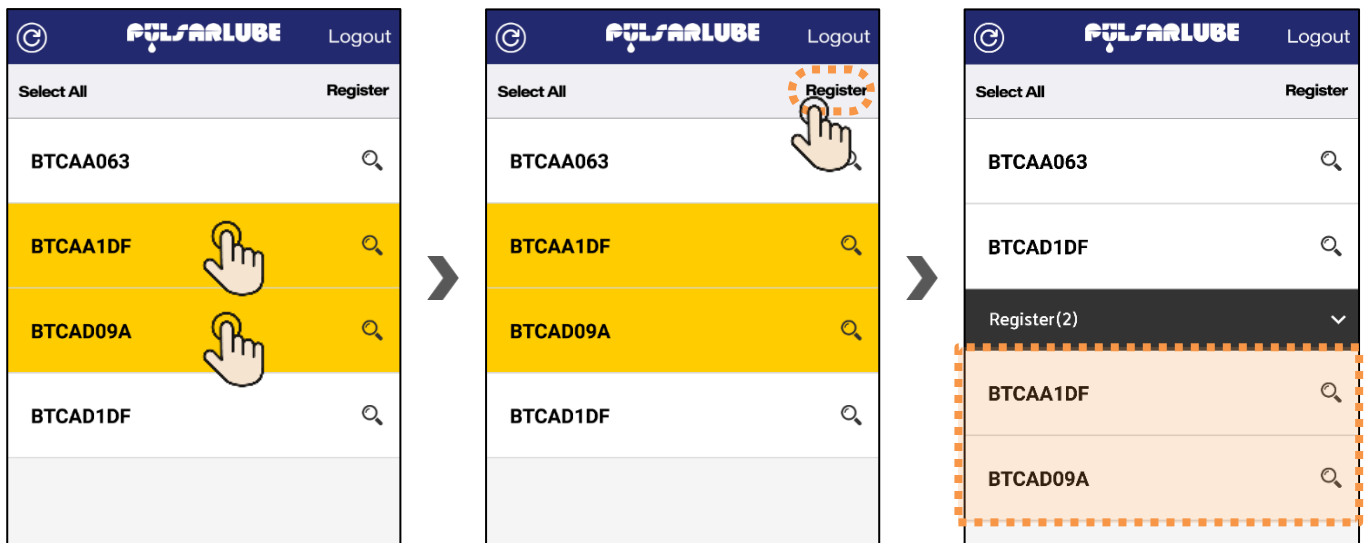 PULSARLUBE Logout
Select All Register
BTCAA063
BTCAA1DF
BTCAD09A
BTCAD1DF
PULSARLUBE Logout
Select All Register
BTCAA063
BTCAA1DF
BTCAD09A
BTCAD1DF
PULSARLUBE Logout
Select All Register
BTCAA063
BTCAD1DF
Register(2)
BTCAA1DF
BTCAD09A